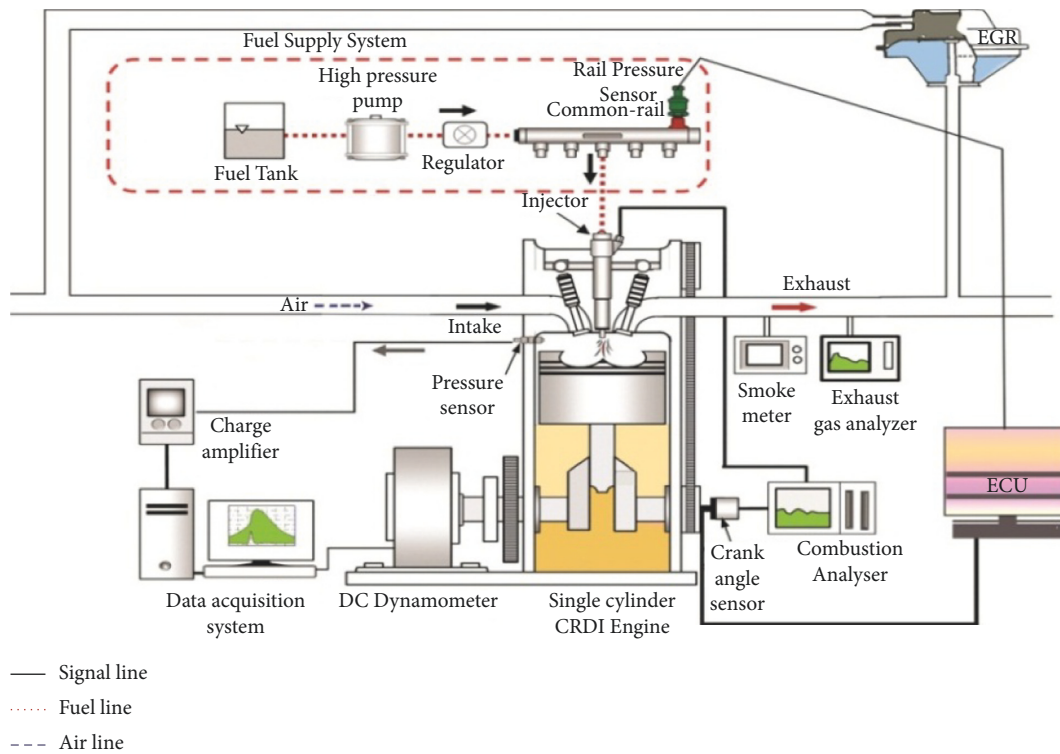 Fuel Supply System
EGR
High pressure
pump
Rail Pressure
Sensor
Common-rail
Fuel Tank
Regulator
Injector
Air
Intake
Exhaust
Pressure
sensor
Smoke
meter
Exhaust
gas analyzer
Charge
amplifier
ECU
Crank
angle
sensor
Combustion
Analyser
Data acquisition
system
DC Dynamometer
Single cylinder
CRDI Engine
Signal line
Fuel line
Air line